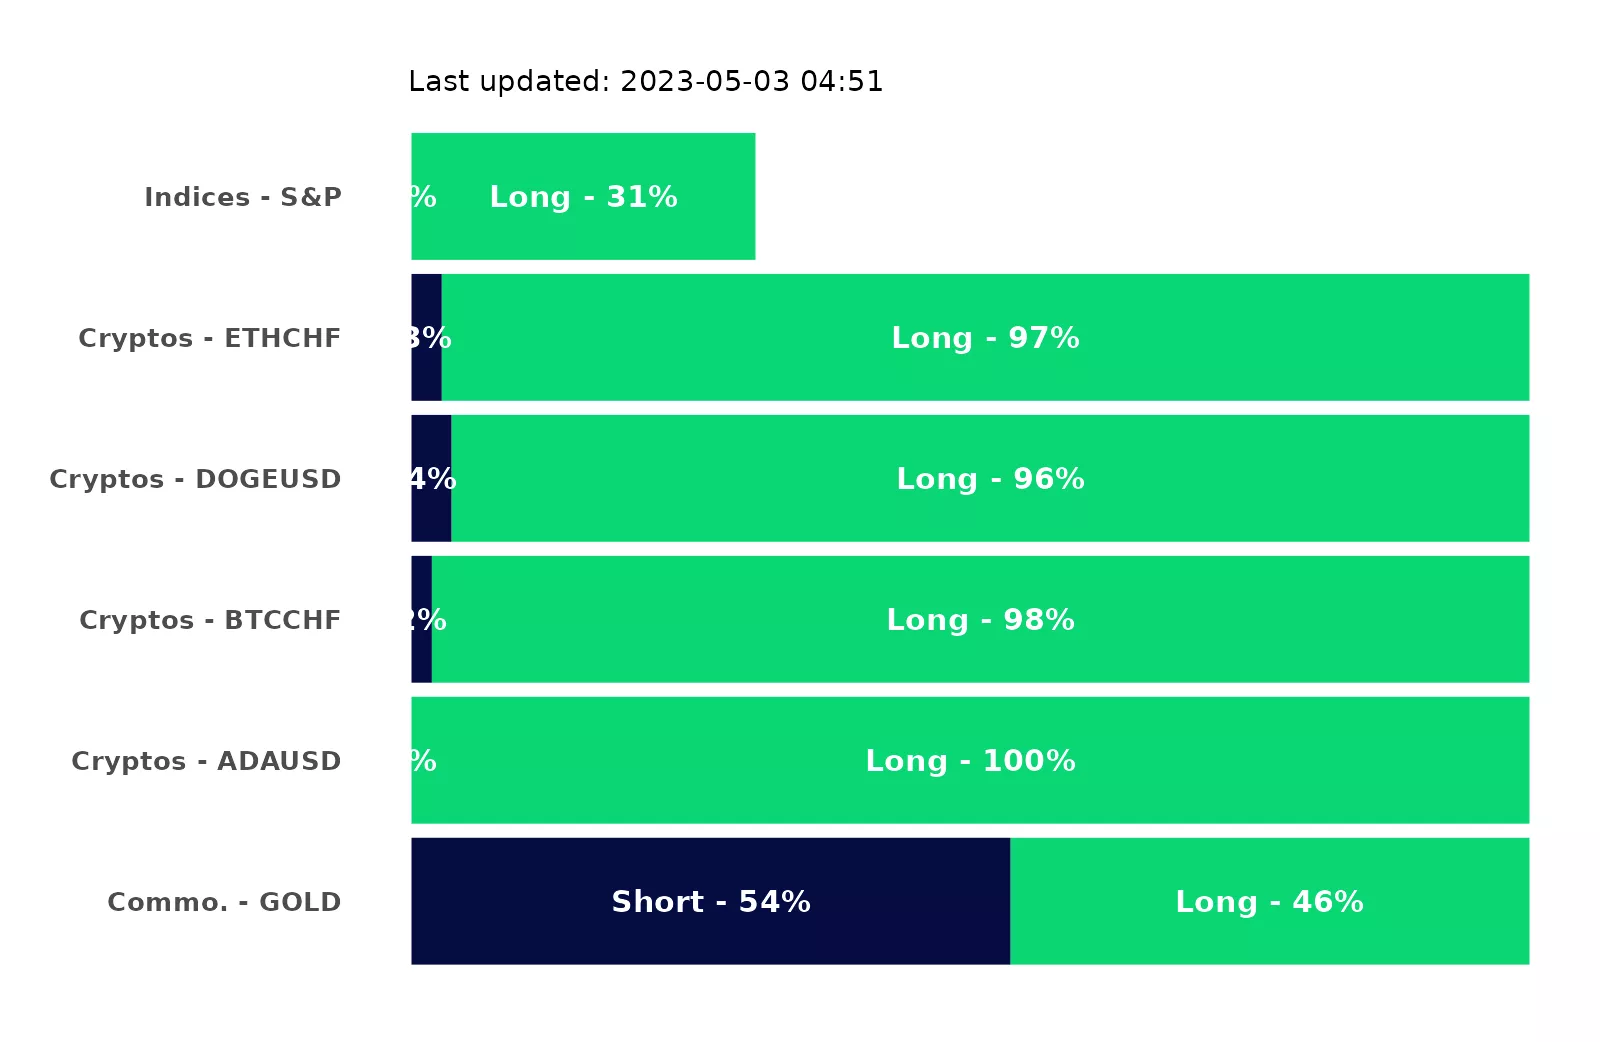 Last updated: 2023-05-03 04:51
Indices - S&P % Long - 31%
Cryptos - ETHCHF 3% Long - 97%
Cryptos - DOGEUSD 4% Long - 96%
Cryptos - BTCCHF 2% Long - 98%
Cryptos - ADAUSD % Long - 100%
Commo. - GOLD Short - 54% Long - 46%